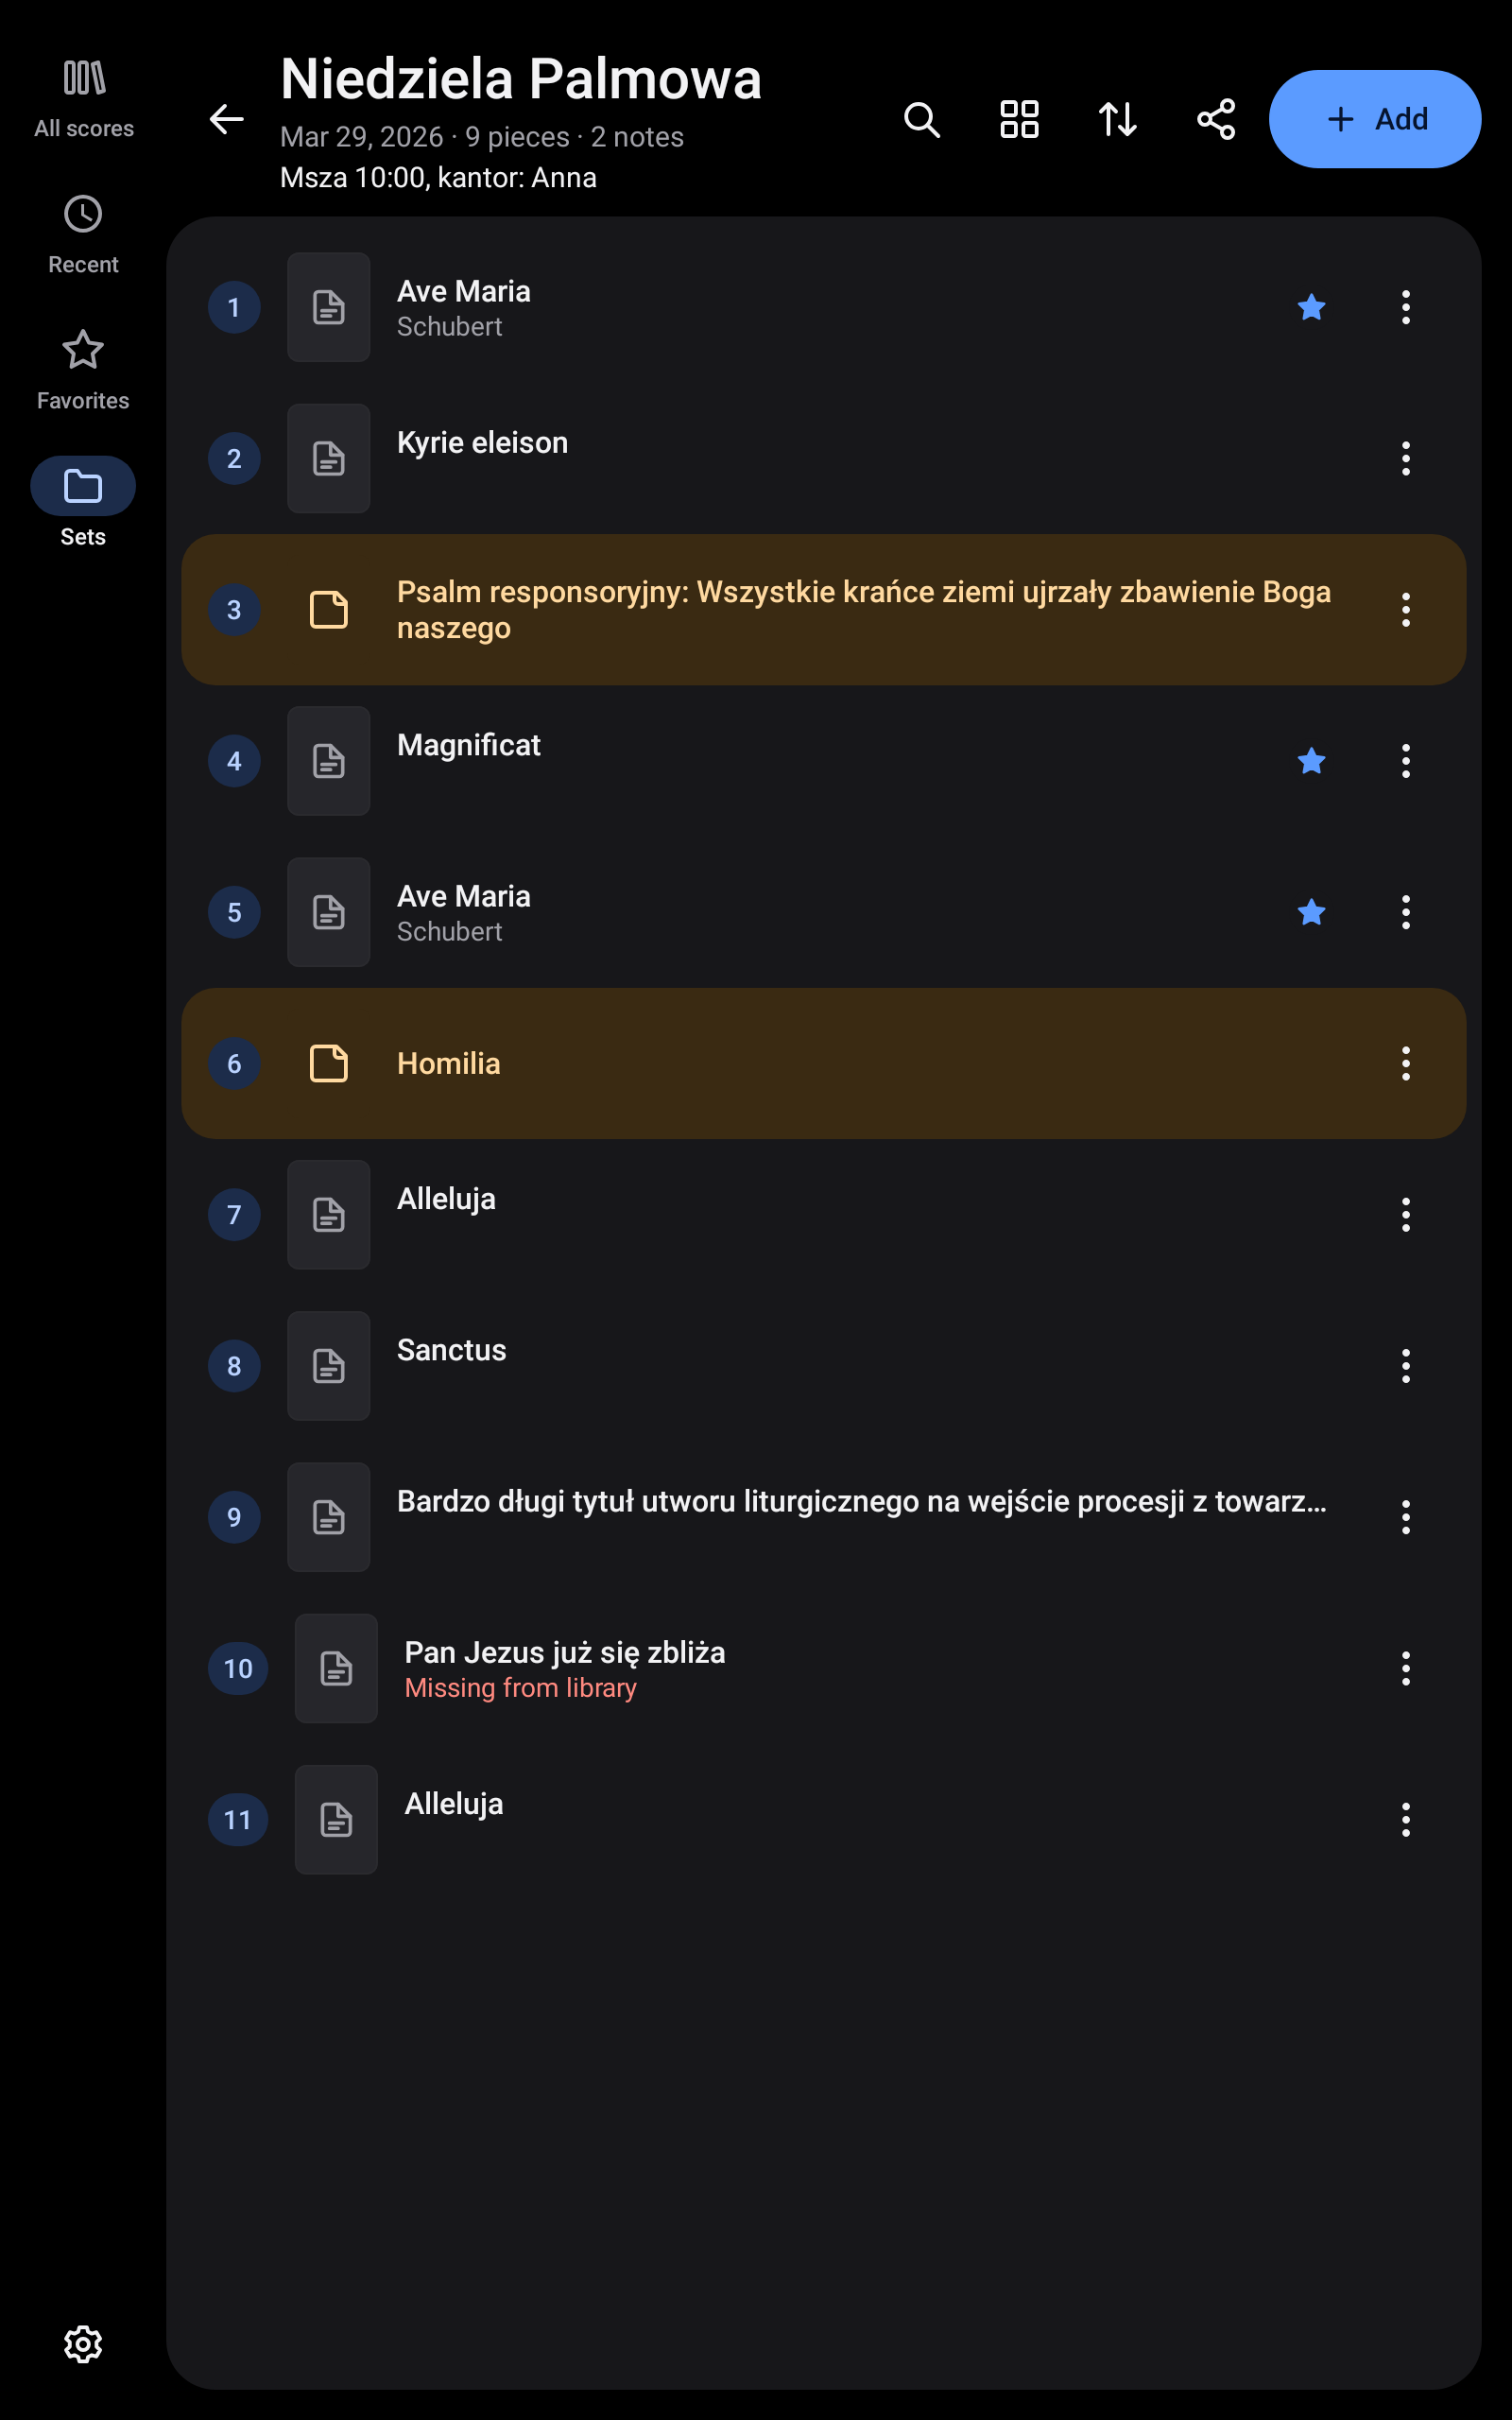 All scores
Recent
Favorites
Sets
Niedziela Palmowa
Mar 29, 2026 · 9 pieces · 2 notes
Msza 10:00, kantor: Anna
Add
1
Ave Maria
Schubert
2
Kyrie eleison
3
Psalm responsoryjny: Wszystkie krańce ziemi ujrzały zbawienie Boga
naszego
4
Magnificat
5
Ave Maria
Schubert
6
Homilia
7
Alleluja
8
Sanctus
9
Bardzo długi tytuł utworu liturgicznego na wejście procesji z towarz…
10
Pan Jezus już się zbliża
Missing from library
11
Alleluja